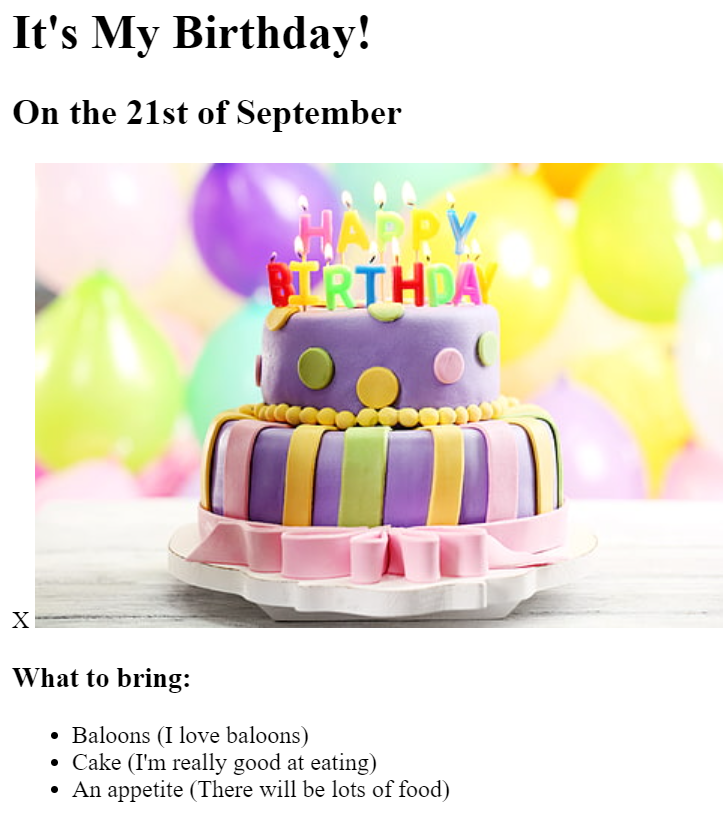 It's My Birthday!
On the 21st of September
HAPPY
BIRTHDAY
X
What to bring:
Baloons (I love baloons)
Cake (I'm really good at eating)
An appetite (There will be lots of food)